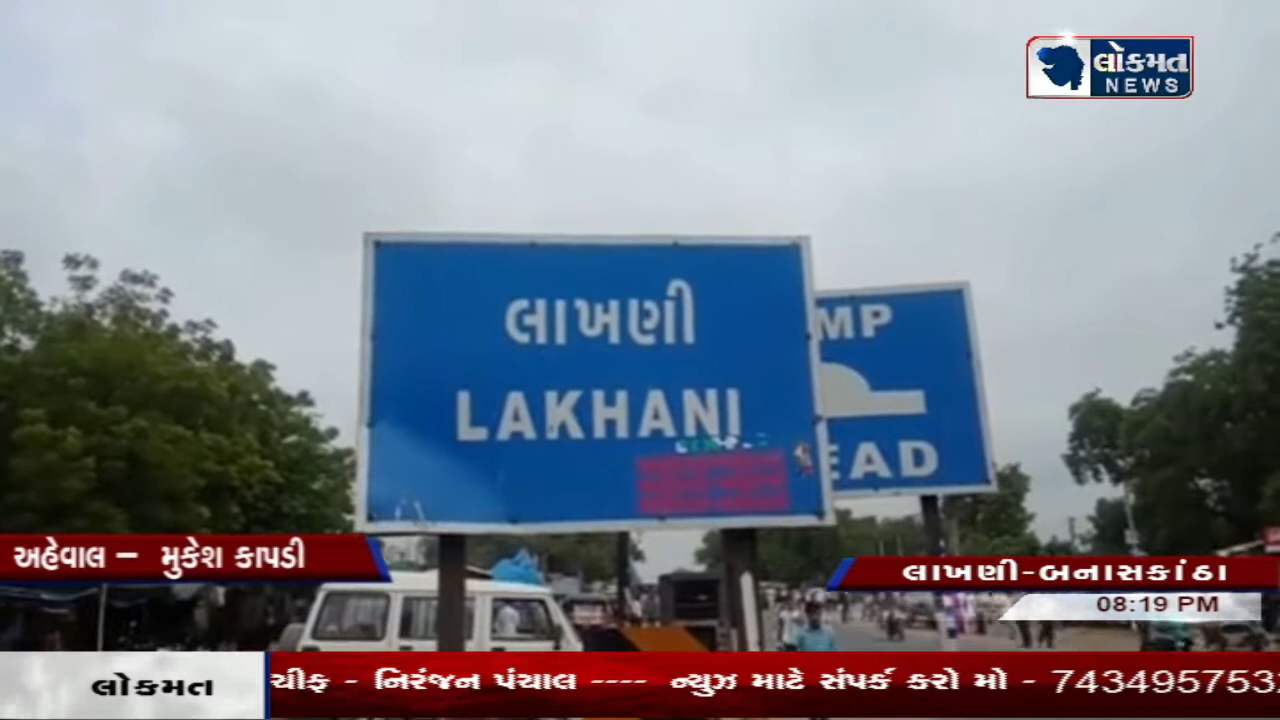 લોકમત
NEWS
લાખણી
LAKHANI
MP
EAD
અહેવાલ – મુકેશ કાપડી
લાખણી-બનાસકાંઠા
08:19 PM
લોકમત
ચીફ - નિરંજન પંચાલ ---- ન્યુઝ માટે સંપર્ક કરો મો - 743495753